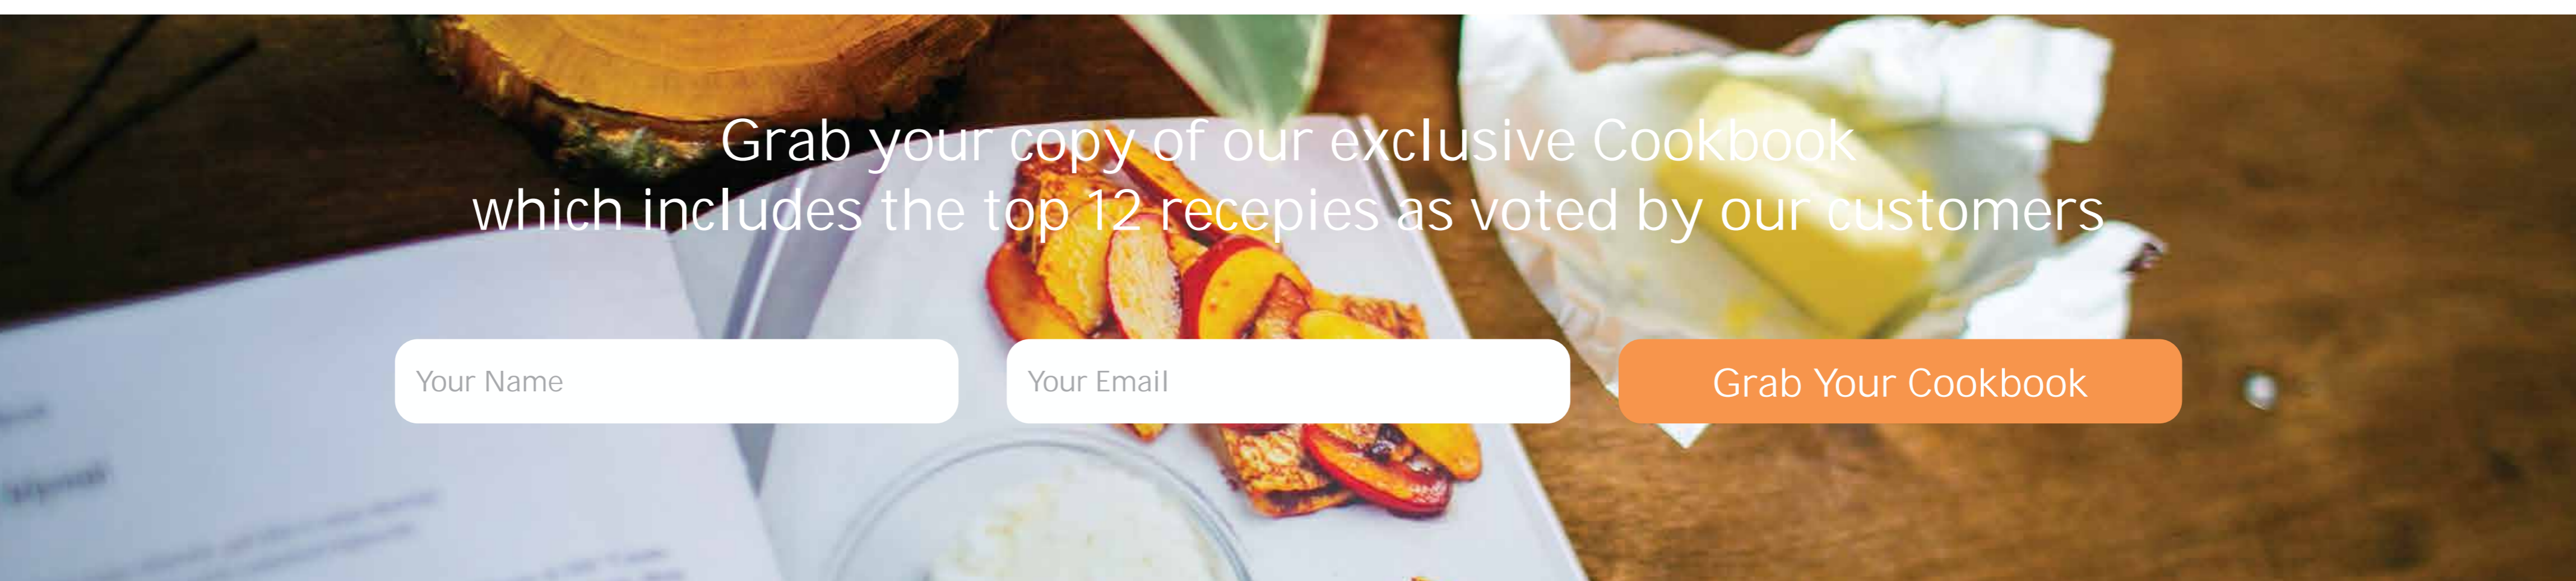 Grab your copy of our exclusive Cookbook
which includes the top 12 recepies as voted by our customers
Your Name
Your Email
Grab Your Cookbook